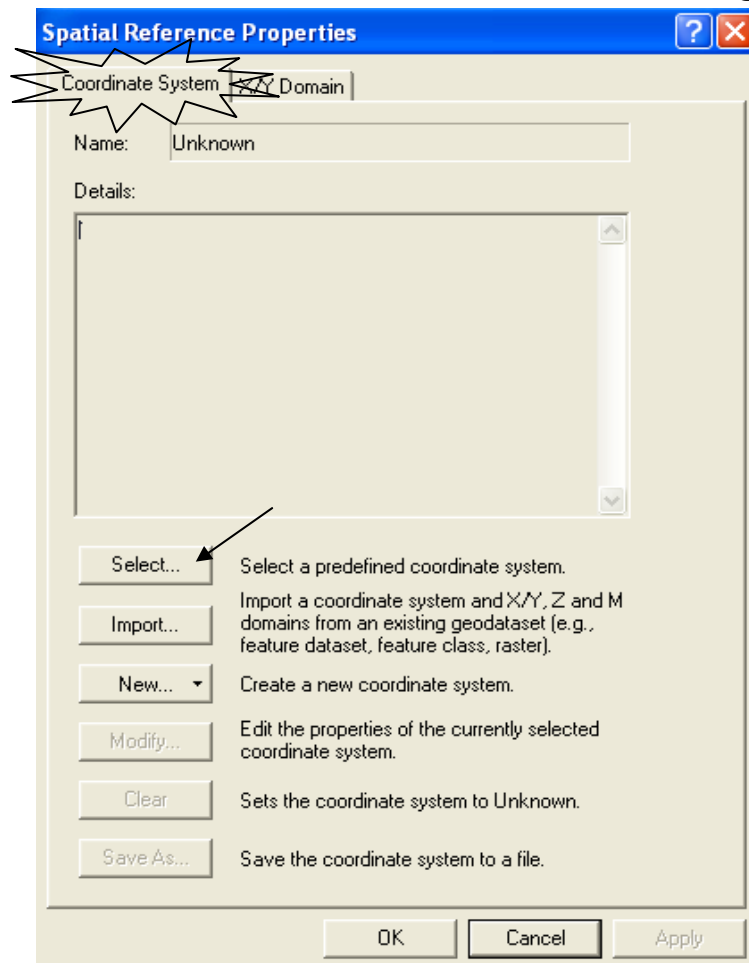 Spatial Reference Properties
Coordinate System X/Y Domain
Name: Unknown
Details:
Select... Select a predefined coordinate system.
Import... Import a coordinate system and X/Y, Z and M
domains from an existing geodataset (e.g.,
feature dataset, feature class, raster).
New... Create a new coordinate system.
Modify... Edit the properties of the currently selected
coordinate system.
Clear Sets the coordinate system to Unknown.
Save As... Save the coordinate system to a file.
OK Cancel Apply